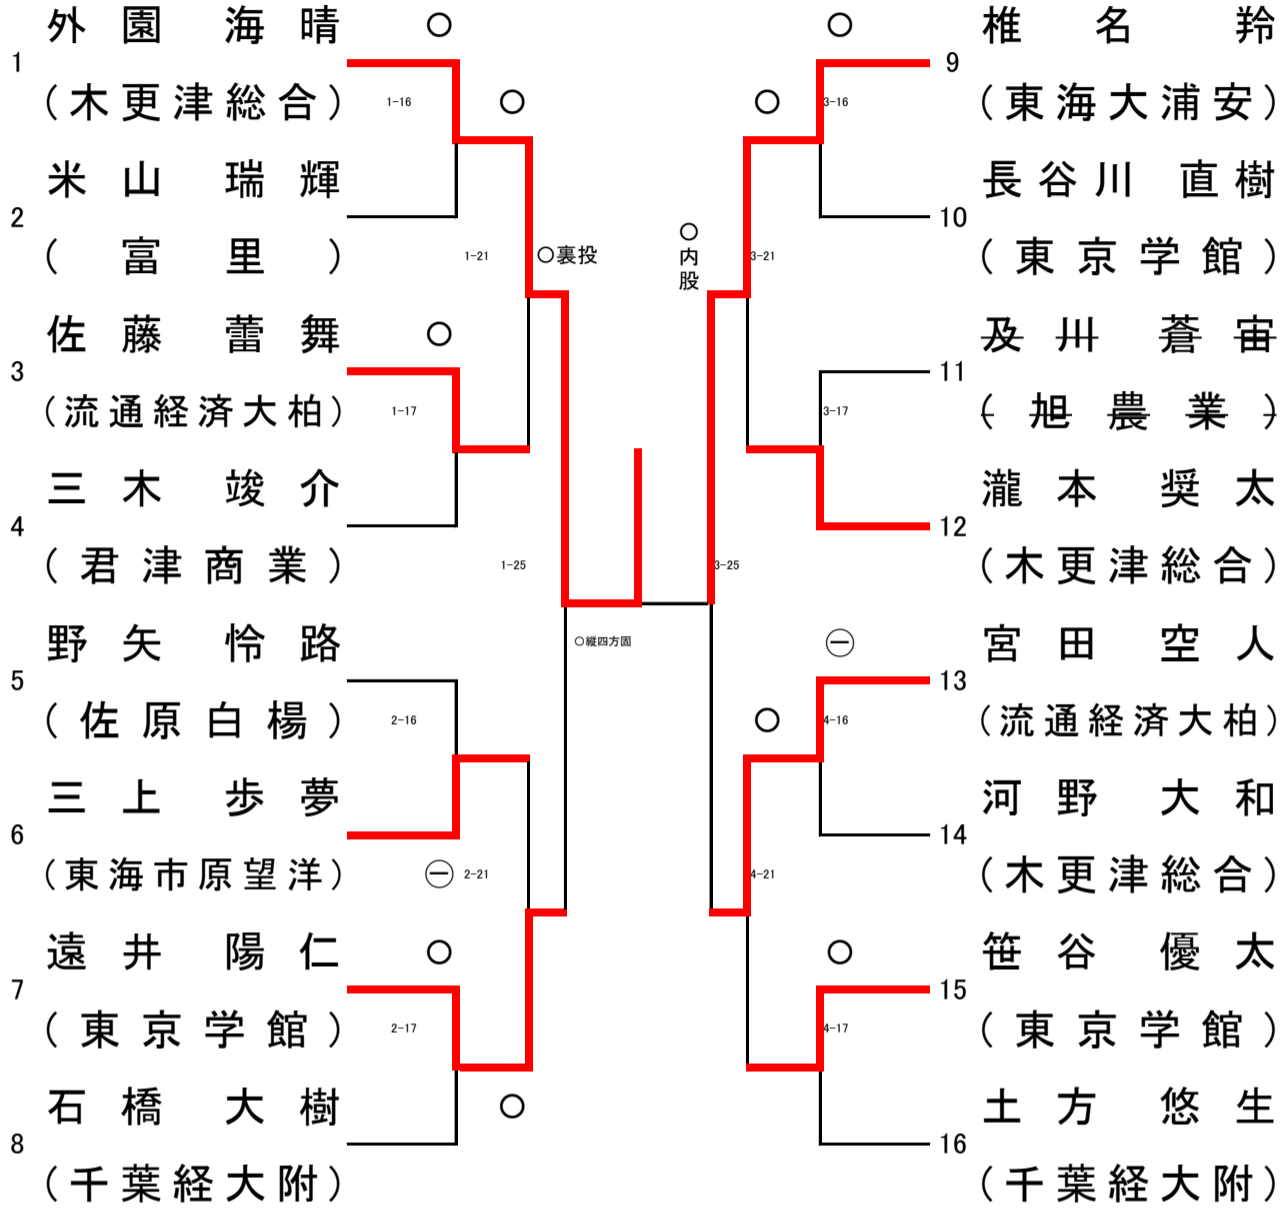 外園 海晴
1
(木更津総合)
1-16
米山 瑞輝
2
(富里)
1-21
○裏投
佐藤 蕾舞
3
(流通経済大柏)
1-17
三木 竣介
4
(君津商業)
1-25
野矢 怜路
5
(佐原白楊)
2-16
三上 歩夢
6
(東海市原望洋)
2-21
遠井 陽仁
7
(東京学館)
2-17
石橋 大樹
8
(千葉経大附)
○縦四方固
椎名 羚
9
(東海大浦安)
3-16
長谷川 直樹
10
(東京学館)
3-21
○内股
及川 蒼宙
11
(旭農業)
3-17
瀧本 奨太
12
(木更津総合)
3-25
宮田 空人
13
(流通経済大柏)
4-16
河野 大和
14
(木更津総合)
4-21
笹谷 優太
15
(東京学館)
4-17
土方 悠生
16
(千葉経大附)